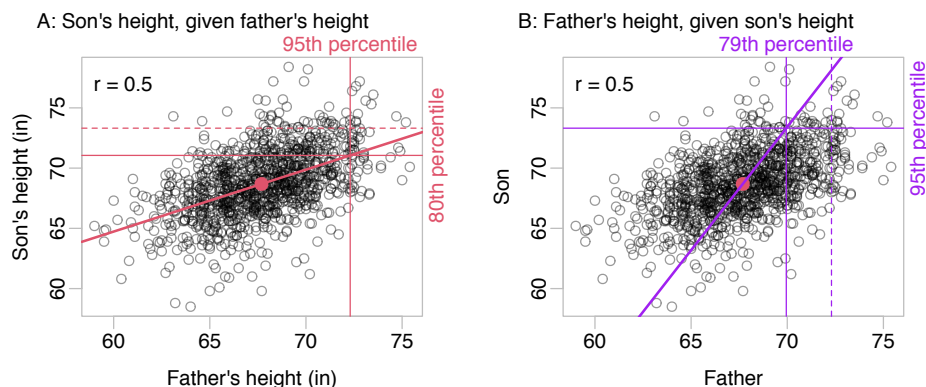 A: Son's height, given father's height
95th percentile
r = 0.5
80th percentile
Son's height (in)
75
70
65
60
60
65
70
75
Father's height (in)
B: Father's height, given son's height
79th percentile
r = 0.5
95th percentile
Son
75
70
65
60
60
65
70
75
Father